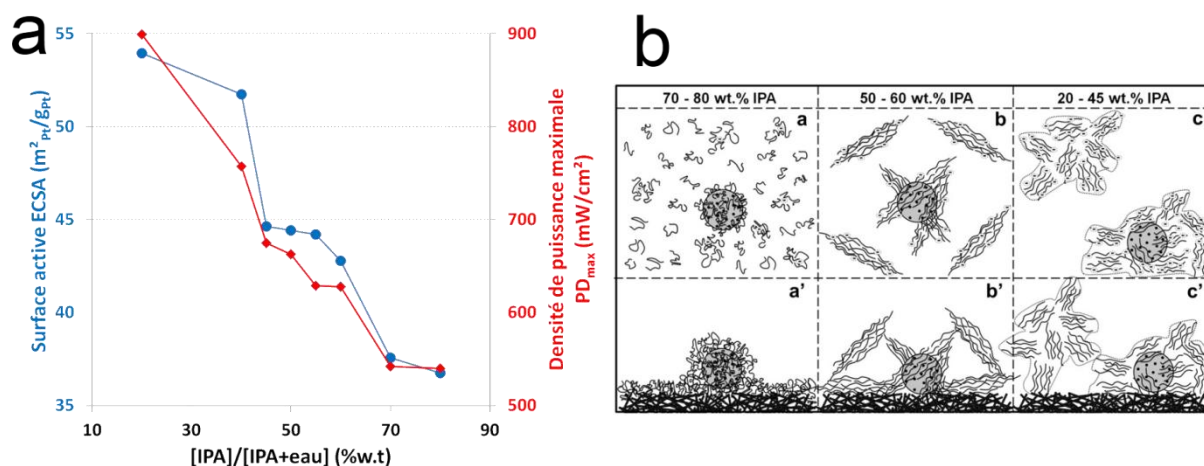 a
Surface active ECSA (m²Pt/gPt)
55
50
45
40
35
10
30
50
70
90
[IPA]/[IPA+eau] (%w.t)
900
800
700
600
500
Densité de puissance maximale
PDmax (mW/cm²)
b
70 - 80 wt.% IPA
50 - 60 wt.% IPA
20 - 45 wt.% IPA
a
b
c
a'
b'
c'